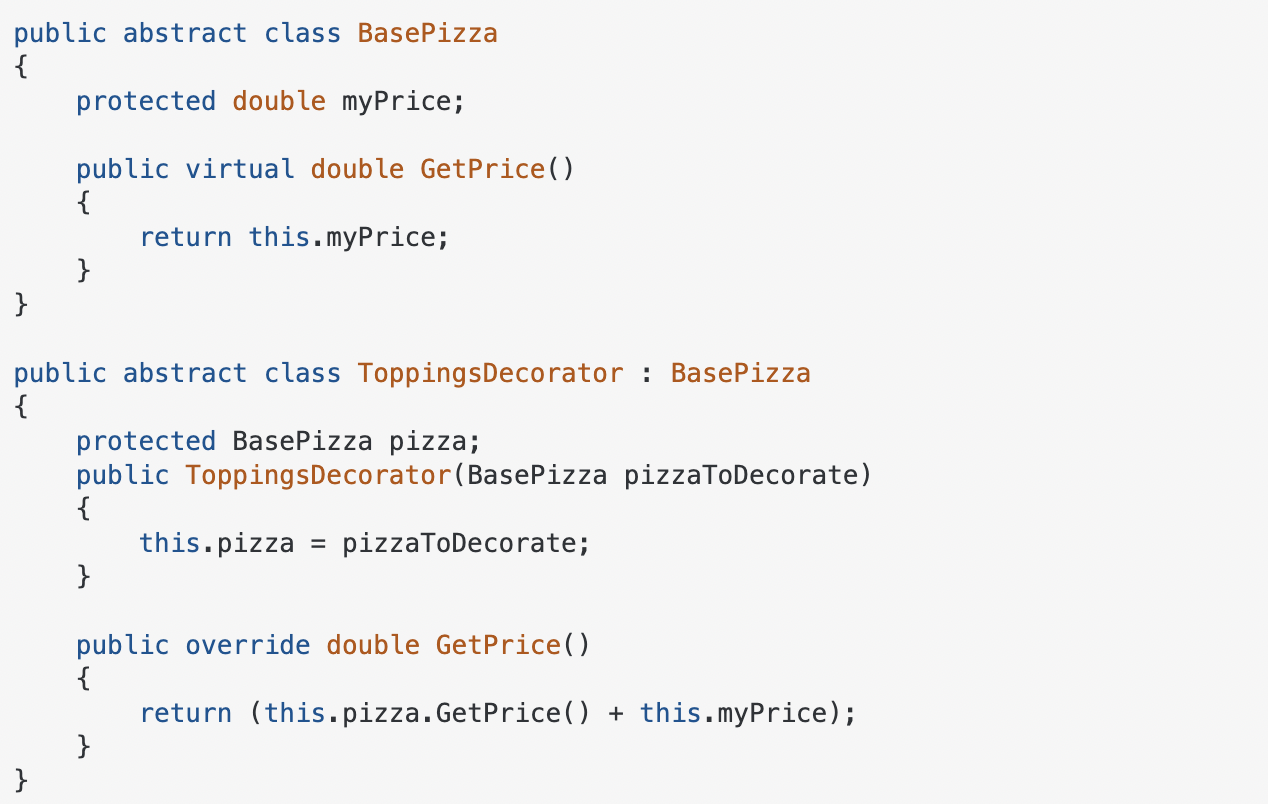 public abstract class BasePizza
{
    protected double myPrice;

    public virtual double GetPrice()
    {
        return this.myPrice;
    }
}

public abstract class ToppingsDecorator : BasePizza
{
    protected BasePizza pizza;
    public ToppingsDecorator(BasePizza pizzaToDecorate)
    {
        this.pizza = pizzaToDecorate;
    }

    public override double GetPrice()
    {
        return (this.pizza.GetPrice() + this.myPrice);
    }
}